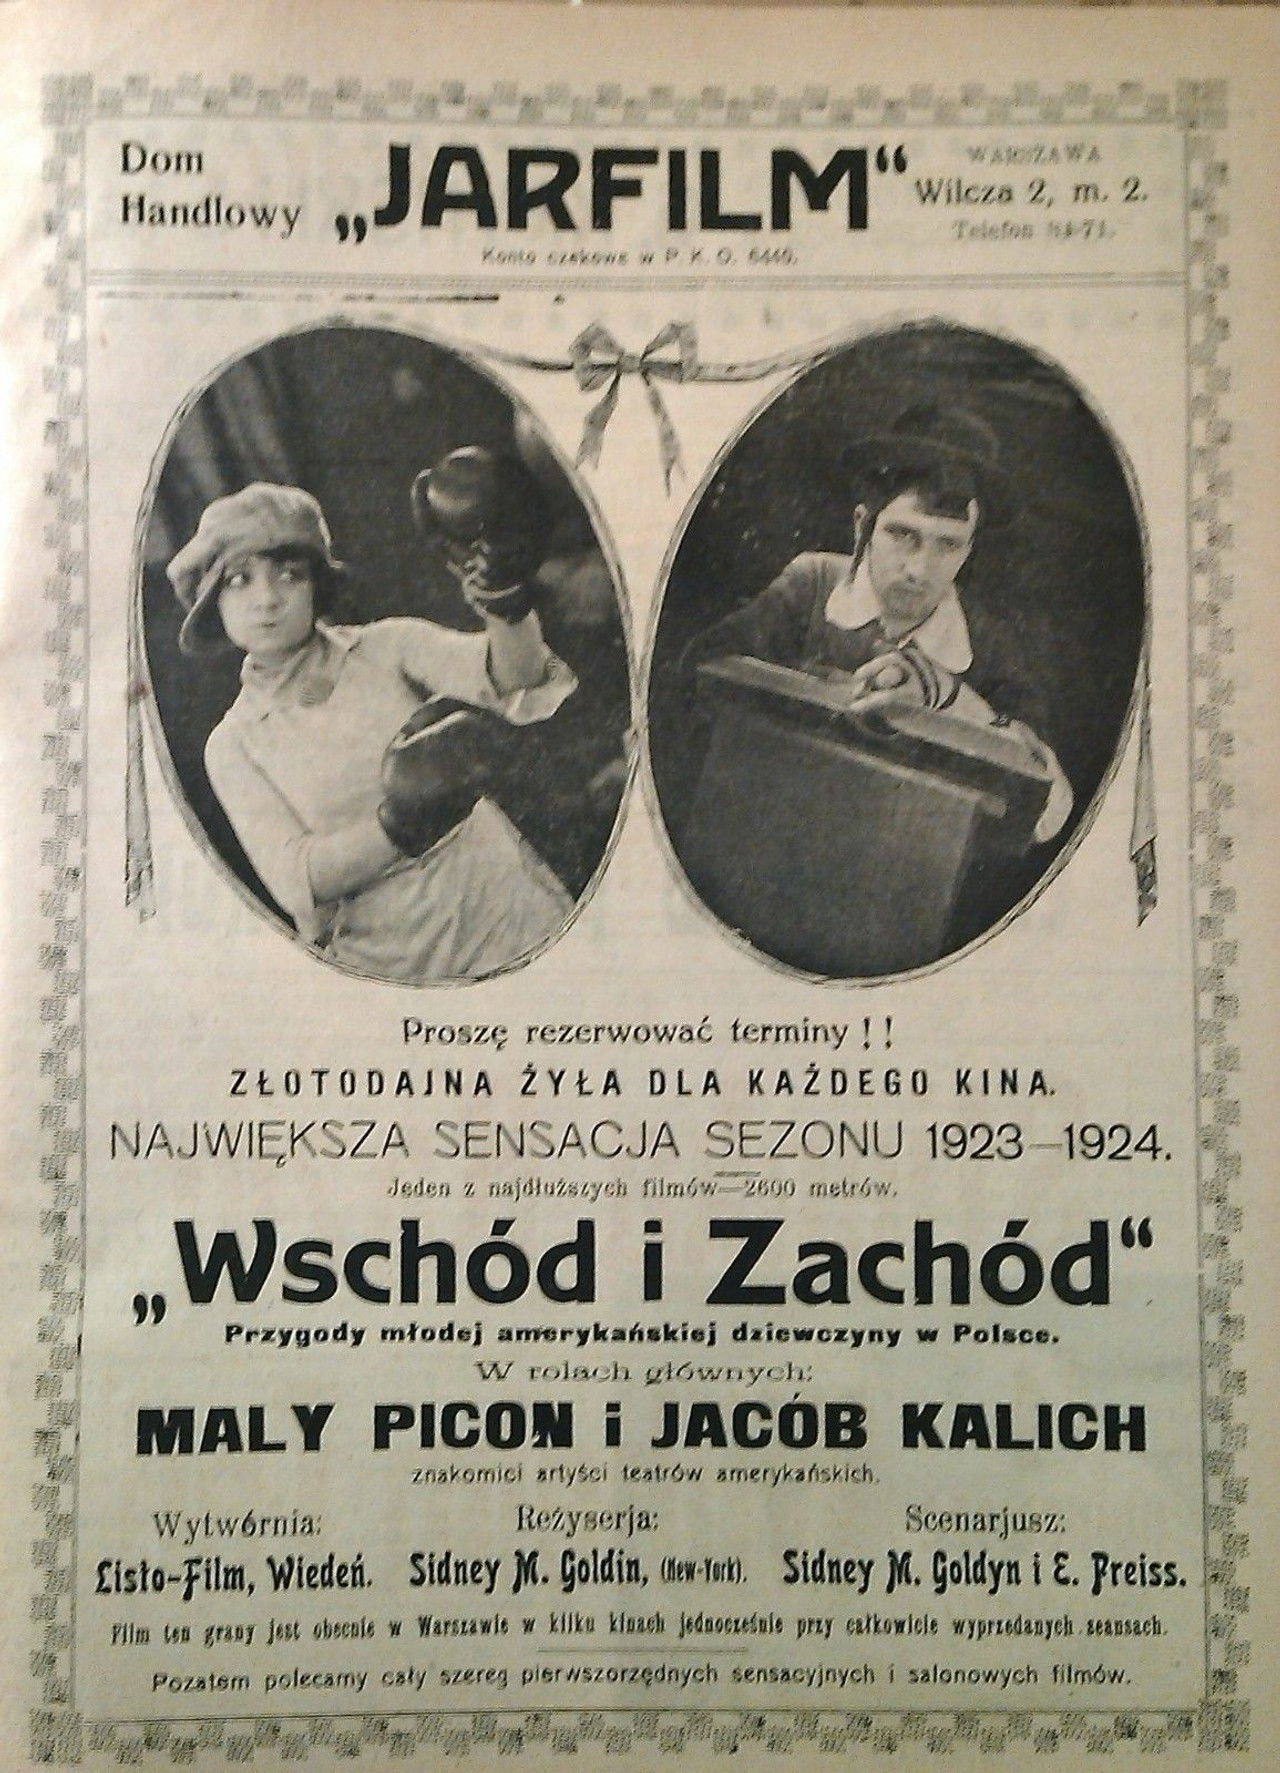 Dom
Handlowy
„JARFILM“
WARSZAWA
Wilcza 2, m. 2.
Telefon 84-71.
Konto czekowe w P. K. O. 6440.
Proszę rezerwować terminy!!
ZŁOTODAJNA ŻYŁA DLA KAŻDEGO KINA.
NAJWIĘKSZA SENSACJA SEZONU 1923—1924.
Jeden z najdłuższych filmów—2600 metrów.
„Wschód i Zachód“
Przygody młodej amerykańskiej dziewczyny w Polsce.
W rolach głównych:
MALY PICON i JACÓB KALICH
znakomici artyści teatrów amerykańskich.
Wytwórnia: Reżyserja: Scenarjusz:
Listo-Film, Wiedeń. Sidney M. Goldin, (New-York). Sidney M. Goldyn i E. Preiss.
Film ten grany jest obecnie w Warszawie w kilku kinach jednocześnie przy całkowicie wyprzedanych seansach.
Pozatem polecamy cały szereg pierwszorzędnych sensacyjnych i salonowych filmów.